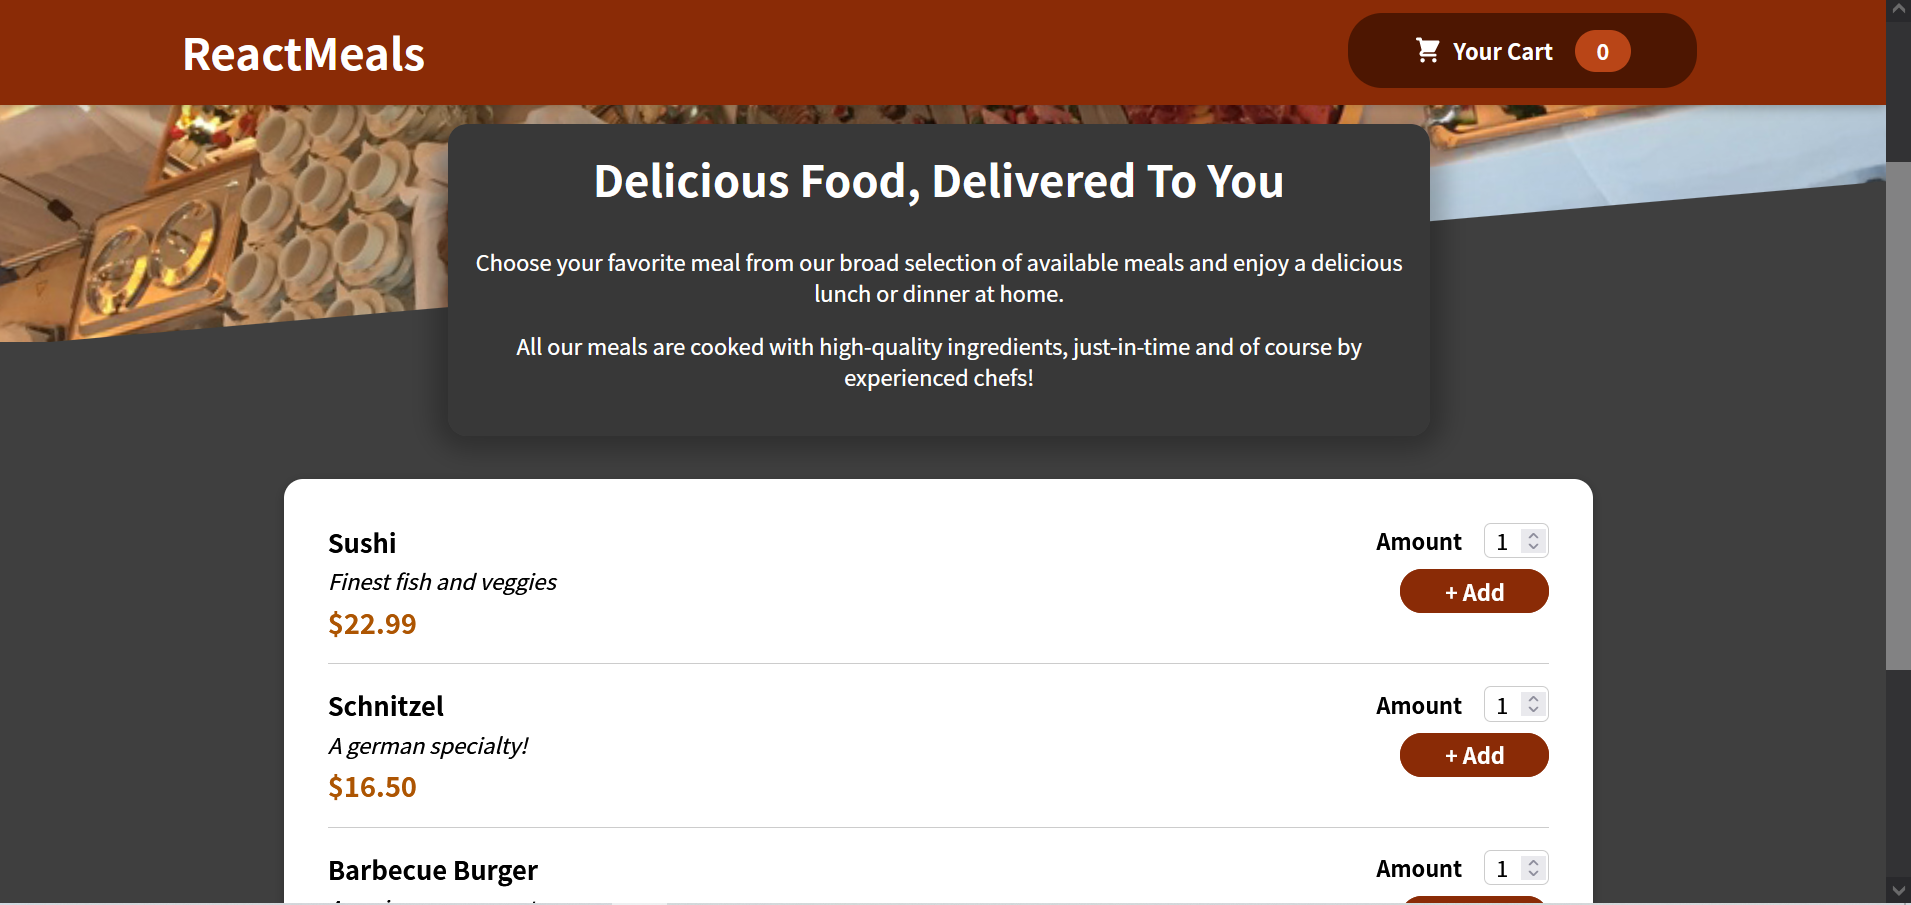 ReactMeals
Your Cart 0
Delicious Food, Delivered To You
Choose your favorite meal from our broad selection of available meals and enjoy a delicious
lunch or dinner at home.
All our meals are cooked with high-quality ingredients, just-in-time and of course by
experienced chefs!
Sushi
Finest fish and veggies
$22.99
Amount 1
+ Add
Schnitzel
A german specialty!
$16.50
Amount 1
+ Add
Barbecue Burger
Amount 1